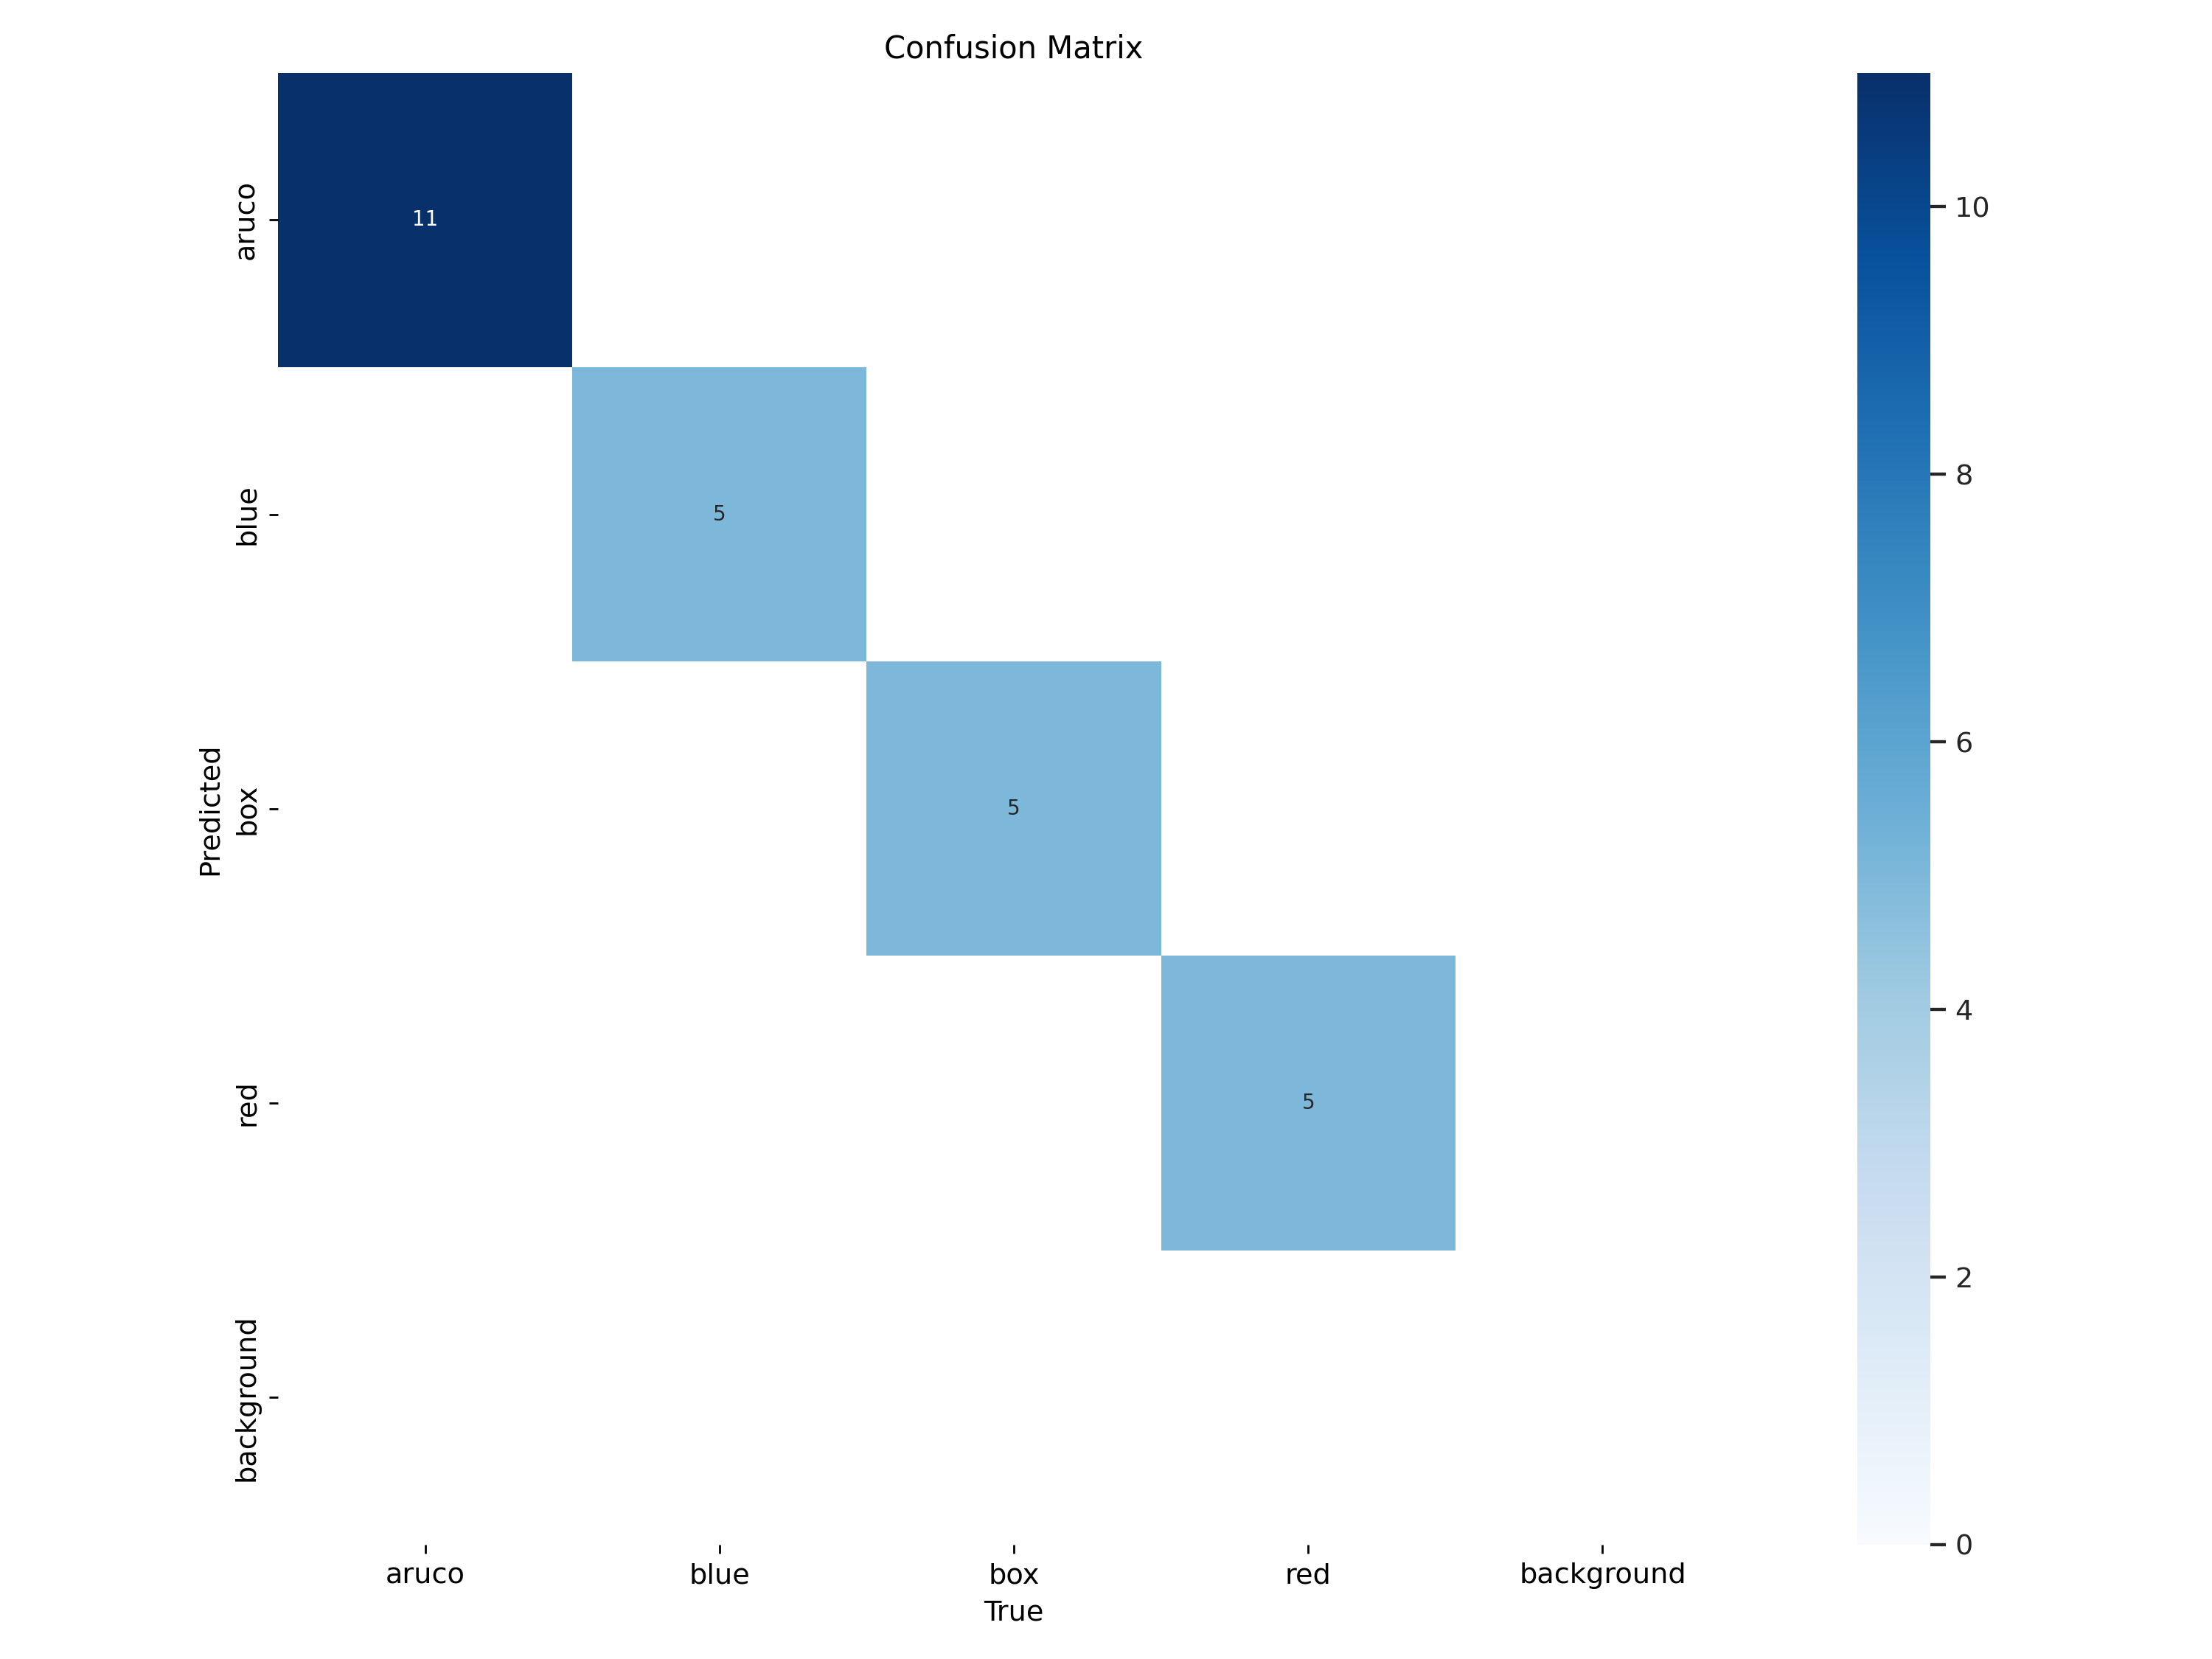 Confusion Matrix
aruco
blue
box
red
background
Predicted
11
5
5
5
aruco
blue
box
red
background
True
10
8
6
4
2
0